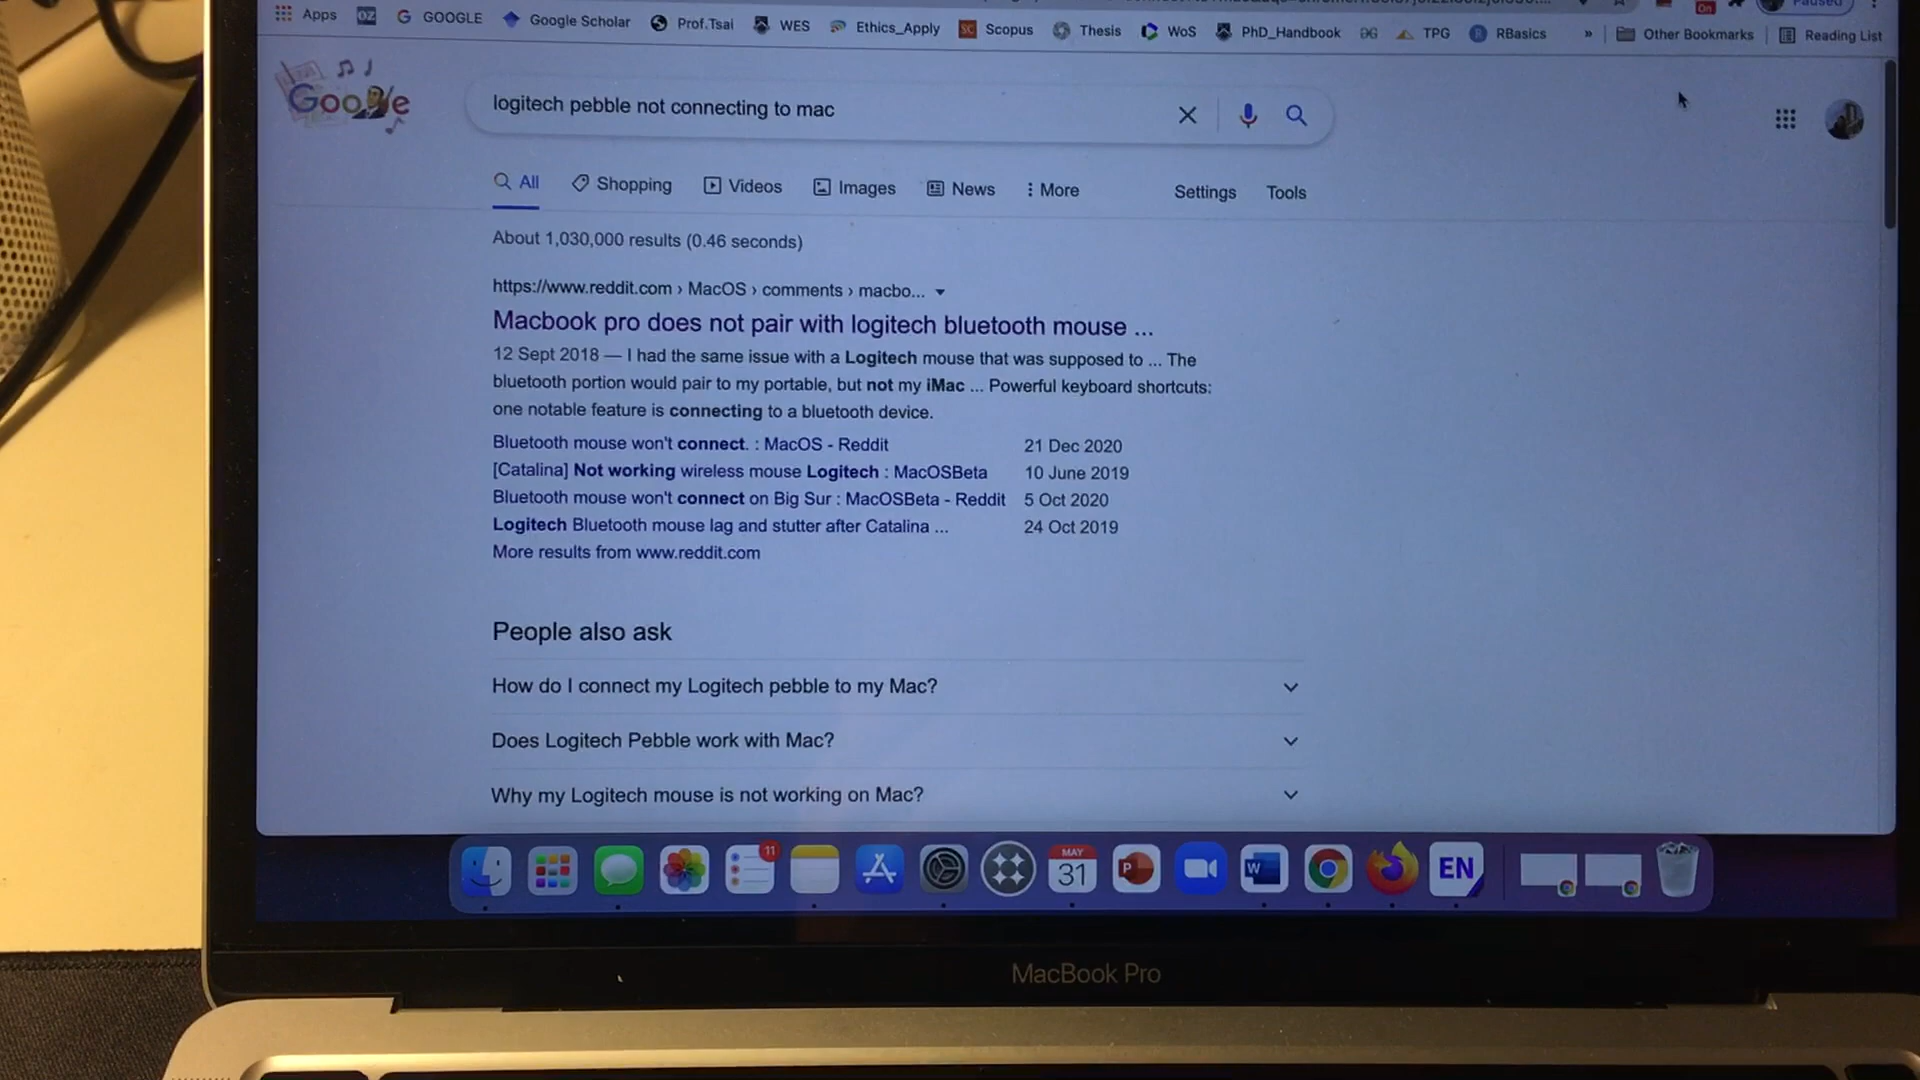 Apps OZ G GOOGLE Google Scholar Prof.Tsai WES Ethics_Apply SC Scopus Thesis WoS PhD_Handbook TPG R RBasics » Other Bookmarks Reading List
On Paused
Google
logitech pebble not connecting to mac
All Shopping Videos Images News More Settings Tools
About 1,030,000 results (0.46 seconds)
https://www.reddit.com › MacOS › comments › macbo...
Macbook pro does not pair with logitech bluetooth mouse ...
12 Sept 2018 — I had the same issue with a Logitech mouse that was supposed to ... The
bluetooth portion would pair to my portable, but not my iMac ... Powerful keyboard shortcuts:
one notable feature is connecting to a bluetooth device.
Bluetooth mouse won't connect. : MacOS - Reddit 21 Dec 2020
[Catalina] Not working wireless mouse Logitech : MacOSBeta 10 June 2019
Bluetooth mouse won't connect on Big Sur : MacOSBeta - Reddit 5 Oct 2020
Logitech Bluetooth mouse lag and stutter after Catalina ... 24 Oct 2019
More results from www.reddit.com
People also ask
How do I connect my Logitech pebble to my Mac?
Does Logitech Pebble work with Mac?
Why my Logitech mouse is not working on Mac?
11 MAY 31 P W EN
MacBook Pro